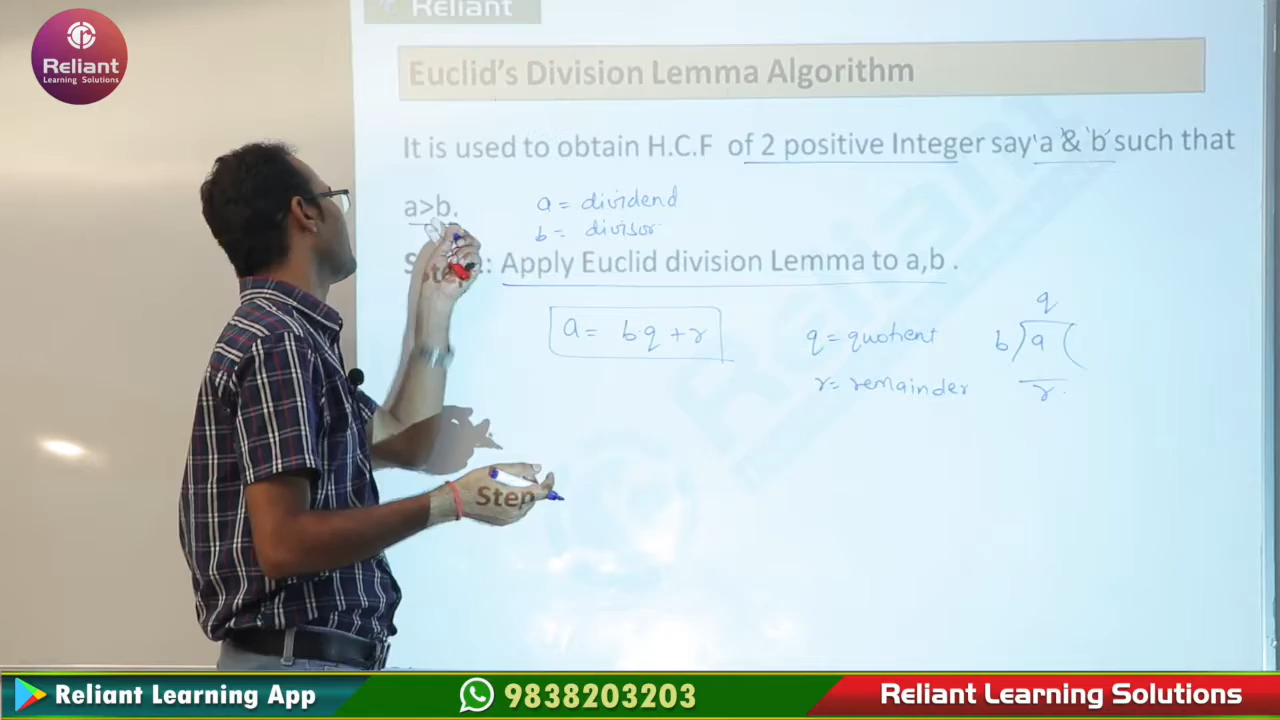 Reliant
Reliant
Learning Solutions
Euclid's Division Lemma Algorithm
It is used to obtain H.C.F of 2 positive Integer say 'a' & 'b' such that
a>b.
a = dividend
b = divisor
Apply Euclid division Lemma to a,b .
Step
a = b.q + r
q = quotient
r = remainder
q
b) a (
r
Step
Reliant Learning App
9838203203
Reliant Learning Solutions